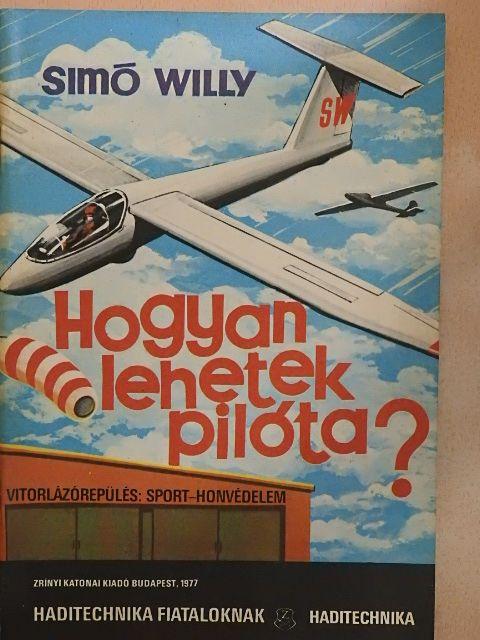 SIMÓ WILLY
SW
Hogyan
lehetek
pilóta?
VITORLÁZÓREPÜLÉS: SPORT–HONVÉDELEM
ZRÍNYI KATONAI KIADÓ BUDAPEST, 1977
HADITECHNIKA FIATALOKNAK HADITECHNIKA